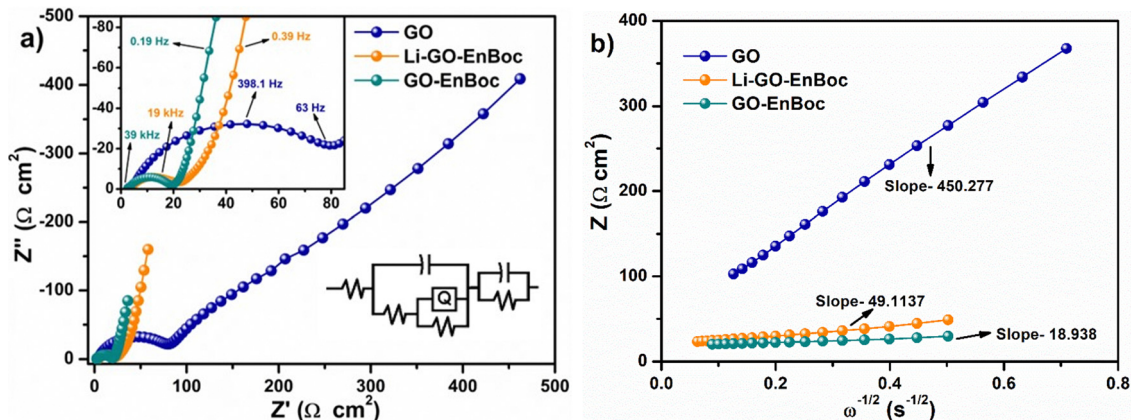 a)
GO
Li-GO-EnBoc
GO-EnBoc
-500
-400
-300
-200
-100
0
Z'' (Ω cm²)
0
100
200
300
400
500
Z' (Ω cm²)
-80
-60
-40
-20
0
0
20
40
60
80
0.19 Hz
0.39 Hz
398.1 Hz
63 Hz
19 kHz
39 kHz
Q
b)
GO
Li-GO-EnBoc
GO-EnBoc
400
300
200
100
0
Z (Ω cm²)
Slope- 450.277
Slope- 49.1137
Slope- 18.938
0.0
0.2
0.4
0.6
0.8
ω⁻¹/² (s⁻¹/²)